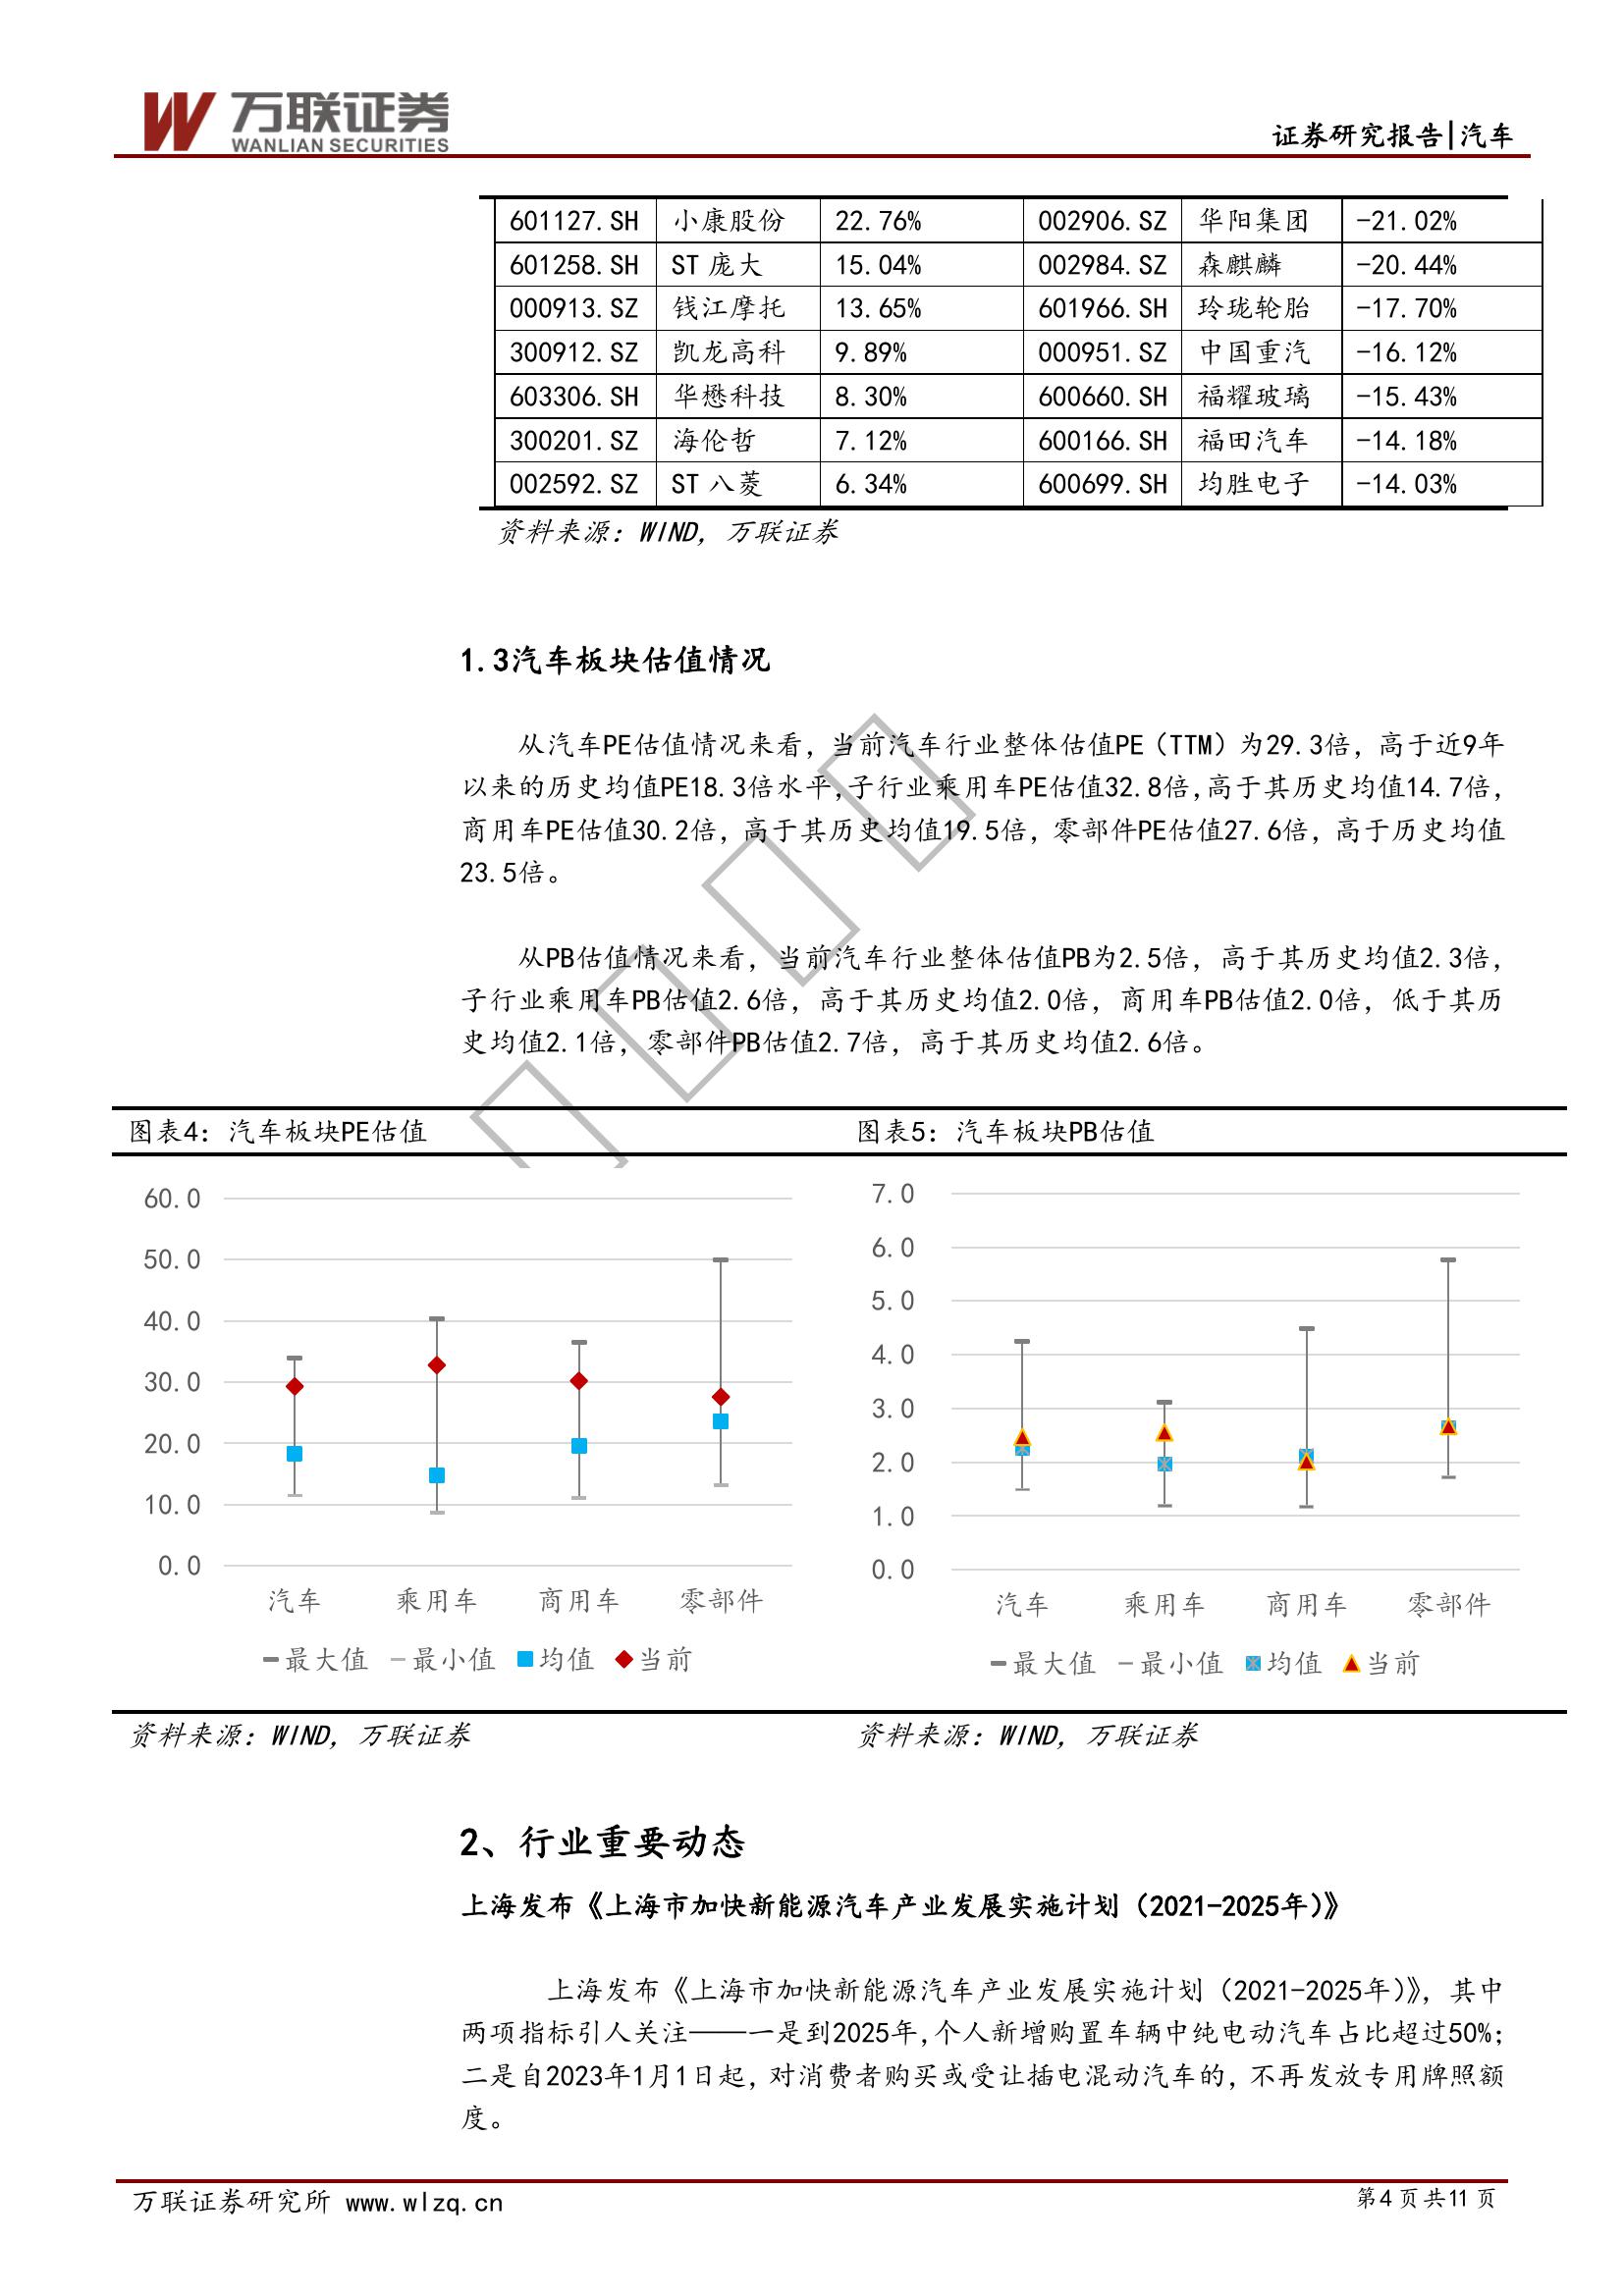 万联证券
WANLIAN SECURITIES
证券研究报告|汽车
601127.SH 小康股份 22.76% 002906.SZ 华阳集团 -21.02%
601258.SH ST 庞大 15.04% 002984.SZ 森麒麟 -20.44%
000913.SZ 钱江摩托 13.65% 601966.SH 玲珑轮胎 -17.70%
300912.SZ 凯龙高科 9.89% 000951.SZ 中国重汽 -16.12%
603306.SH 华懋科技 8.30% 600660.SH 福耀玻璃 -15.43%
300201.SZ 海伦哲 7.12% 600166.SH 福田汽车 -14.18%
002592.SZ ST 八菱 6.34% 600699.SH 均胜电子 -14.03%
资料来源：WIND，万联证券
1.3汽车板块估值情况
从汽车PE估值情况来看，当前汽车行业整体估值PE（TTM）为29.3倍，高于近9年
以来的历史均值PE18.3倍水平,子行业乘用车PE估值32.8倍,高于其历史均值14.7倍，
商用车PE估值30.2倍，高于其历史均值19.5倍，零部件PE估值27.6倍，高于历史均值
23.5倍。
从PB估值情况来看，当前汽车行业整体估值PB为2.5倍，高于其历史均值2.3倍，
子行业乘用车PB估值2.6倍，高于其历史均值2.0倍，商用车PB估值2.0倍，低于其历
史均值2.1倍，零部件PB估值2.7倍，高于其历史均值2.6倍。
图表4：汽车板块PE估值
60.0
50.0
40.0
30.0
20.0
10.0
0.0
汽车 乘用车 商用车 零部件
最大值 最小值 均值 当前
资料来源：WIND，万联证券
图表5：汽车板块PB估值
7.0
6.0
5.0
4.0
3.0
2.0
1.0
0.0
汽车 乘用车 商用车 零部件
最大值 最小值 均值 当前
资料来源：WIND，万联证券
2、行业重要动态
上海发布《上海市加快新能源汽车产业发展实施计划（2021-2025年）》
上海发布《上海市加快新能源汽车产业发展实施计划（2021-2025年）》，其中
两项指标引人关注——一是到2025年,个人新增购置车辆中纯电动汽车占比超过50%；
二是自2023年1月1日起，对消费者购买或受让插电混动汽车的，不再发放专用牌照额
度。
万联证券研究所 www.wlzq.cn
第4页共11页